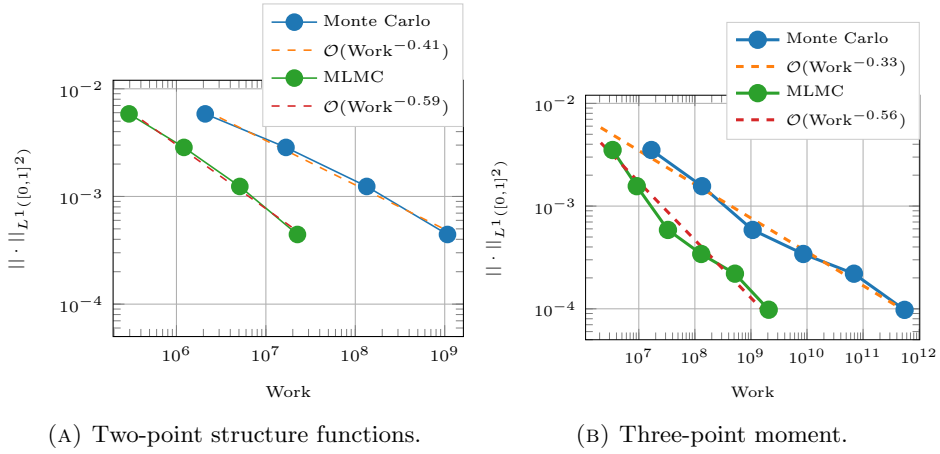 Monte Carlo
𝒪(Work^−0.41)
MLMC
𝒪(Work^−0.59)
10^−2
10^−3
10^−4
|| · ||_{L^1([0,1]^2)}
10^6
10^7
10^8
10^9
Work
(A) Two-point structure functions.
Monte Carlo
𝒪(Work^−0.33)
MLMC
𝒪(Work^−0.56)
10^−2
10^−3
10^−4
|| · ||_{L^1([0,1]^2)}
10^7
10^8
10^9
10^10
10^11
10^12
Work
(B) Three-point moment.